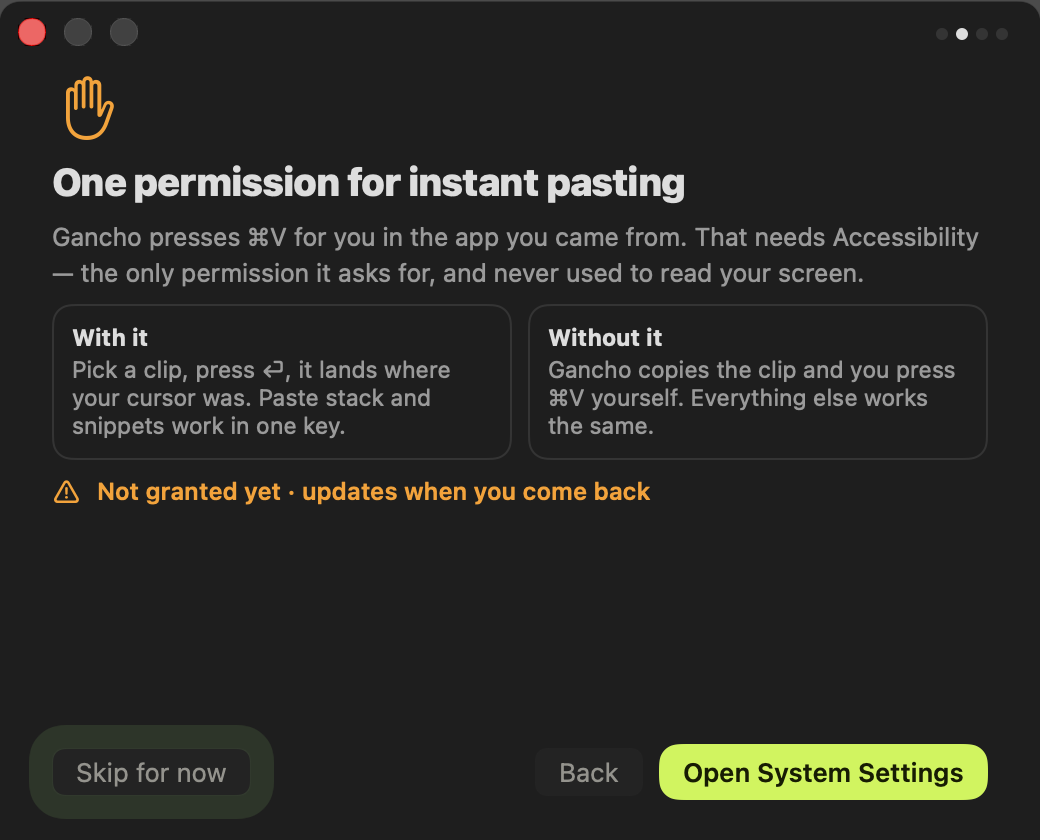 One permission for instant pasting
Gancho presses ⌘V for you in the app you came from. That needs Accessibility
— the only permission it asks for, and never used to read your screen.
With it
Pick a clip, press ⏎, it lands where
your cursor was. Paste stack and
snippets work in one key.
Without it
Gancho copies the clip and you press
⌘V yourself. Everything else works
the same.
Not granted yet · updates when you come back
Skip for now
Back
Open System Settings